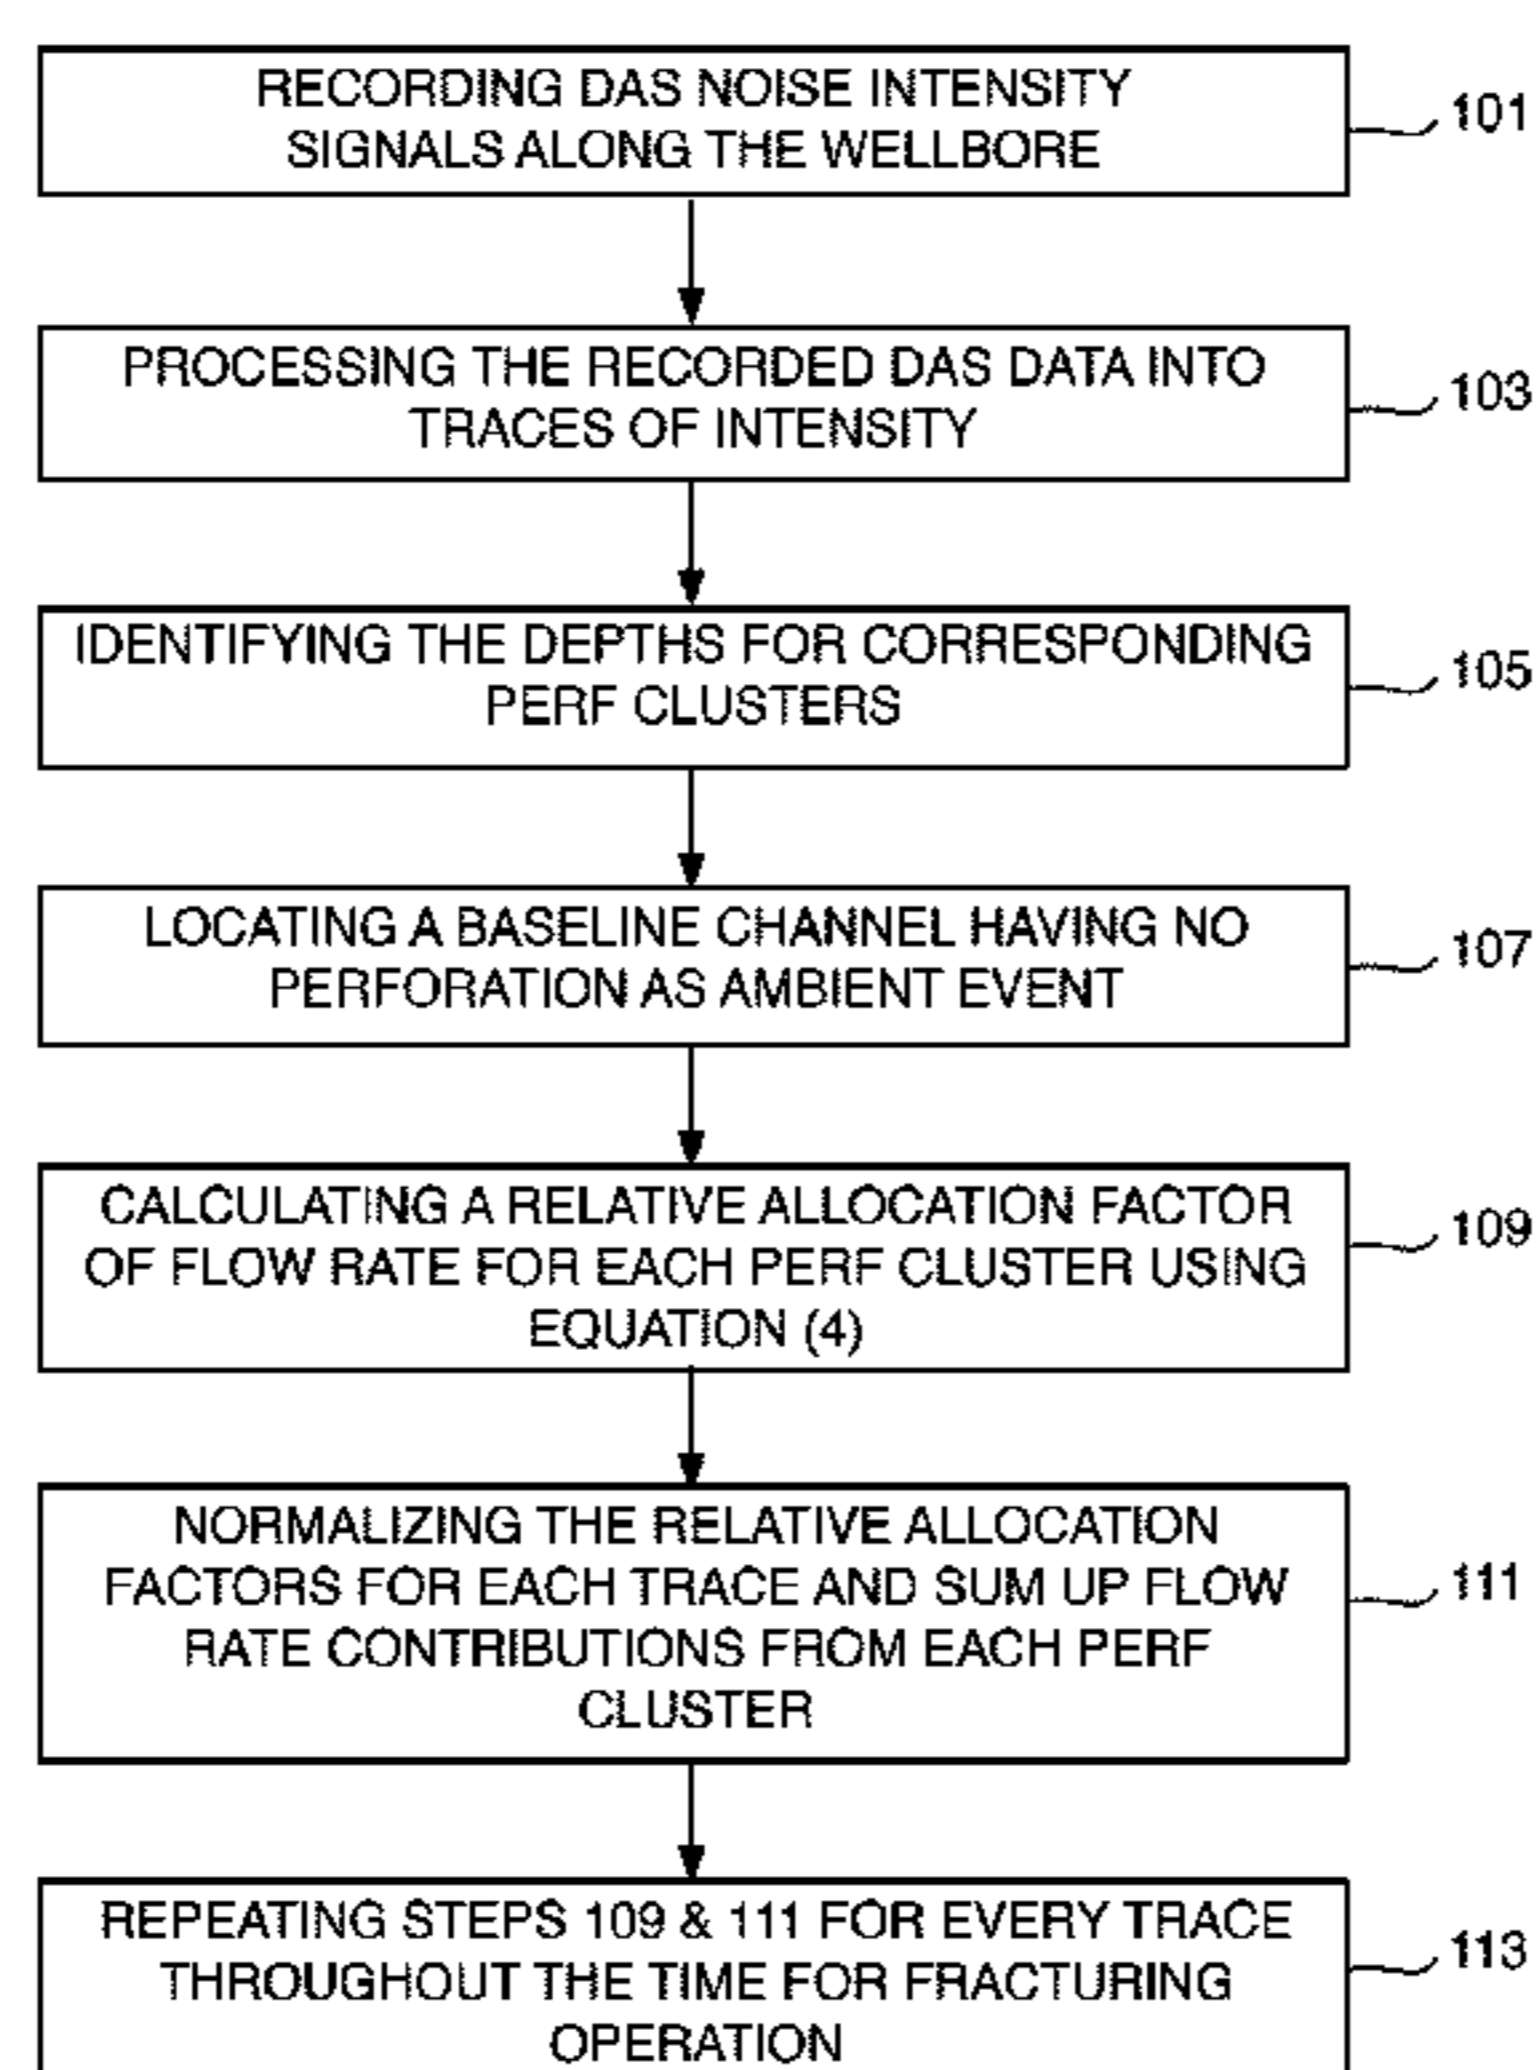 RECORDING DAS NOISE INTENSITY
SIGNALS ALONG THE WELLBORE
101
PROCESSING THE RECORDED DAS DATA INTO
TRACES OF INTENSITY
103
IDENTIFYING THE DEPTHS FOR CORRESPONDING
PERF CLUSTERS
105
LOCATING A BASELINE CHANNEL HAVING NO
PERFORATION AS AMBIENT EVENT
107
CALCULATING A RELATIVE ALLOCATION FACTOR
OF FLOW RATE FOR EACH PERF CLUSTER USING
EQUATION (4)
109
NORMALIZING THE RELATIVE ALLOCATION
FACTORS FOR EACH TRACE AND SUM UP FLOW
RATE CONTRIBUTIONS FROM EACH PERF
CLUSTER
111
REPEATING STEPS 109 & 111 FOR EVERY TRACE
THROUGHOUT THE TIME FOR FRACTURING
OPERATION
113